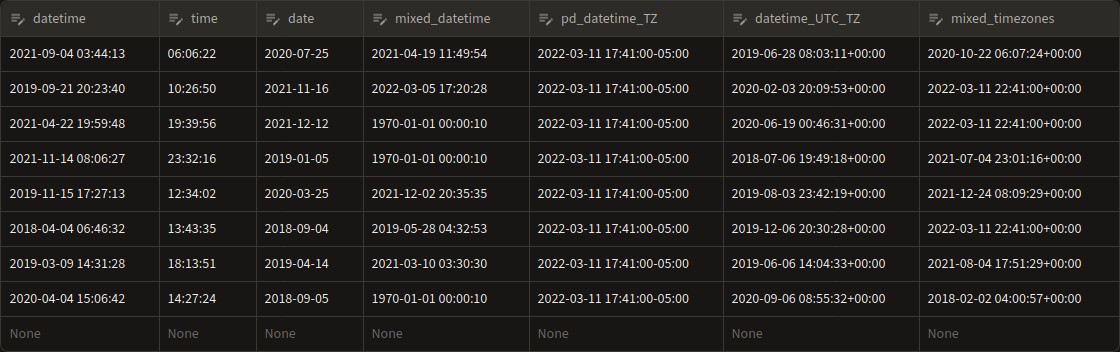 datetime time date mixed_datetime pd_datetime_TZ datetime_UTC_TZ mixed_timezones
2021-09-04 03:44:13 06:06:22 2020-07-25 2021-04-19 11:49:54 2022-03-11 17:41:00-05:00 2019-06-28 08:03:11+00:00 2020-10-22 06:07:24+00:00
2019-09-21 20:23:40 10:26:50 2021-11-16 2022-03-05 17:20:28 2022-03-11 17:41:00-05:00 2020-02-03 20:09:53+00:00 2022-03-11 22:41:00+00:00
2021-04-22 19:59:48 19:39:56 2021-12-12 1970-01-01 00:00:10 2022-03-11 17:41:00-05:00 2020-06-19 00:46:31+00:00 2022-03-11 22:41:00+00:00
2021-11-14 08:06:27 23:32:16 2019-01-05 1970-01-01 00:00:10 2022-03-11 17:41:00-05:00 2018-07-06 19:49:18+00:00 2021-07-04 23:01:16+00:00
2019-11-15 17:27:13 12:34:02 2020-03-25 2021-12-02 20:35:35 2022-03-11 17:41:00-05:00 2019-08-03 23:42:19+00:00 2021-12-24 08:09:29+00:00
2018-04-04 06:46:32 13:43:35 2018-09-04 2019-05-28 04:32:53 2022-03-11 17:41:00-05:00 2019-12-06 20:30:28+00:00 2022-03-11 22:41:00+00:00
2019-03-09 14:31:28 18:13:51 2019-04-14 2021-03-10 03:30:30 2022-03-11 17:41:00-05:00 2019-06-06 14:04:33+00:00 2021-08-04 17:51:29+00:00
2020-04-04 15:06:42 14:27:24 2018-09-05 1970-01-01 00:00:10 2022-03-11 17:41:00-05:00 2020-09-06 08:55:32+00:00 2018-02-02 04:00:57+00:00
None None None None None None None